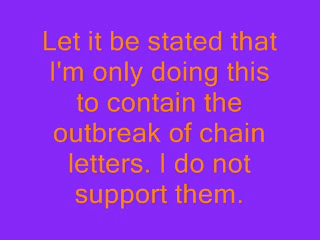 Let it be stated that
I'm only doing this
to contain the
outbreak of chain
letters. I do not
support them.